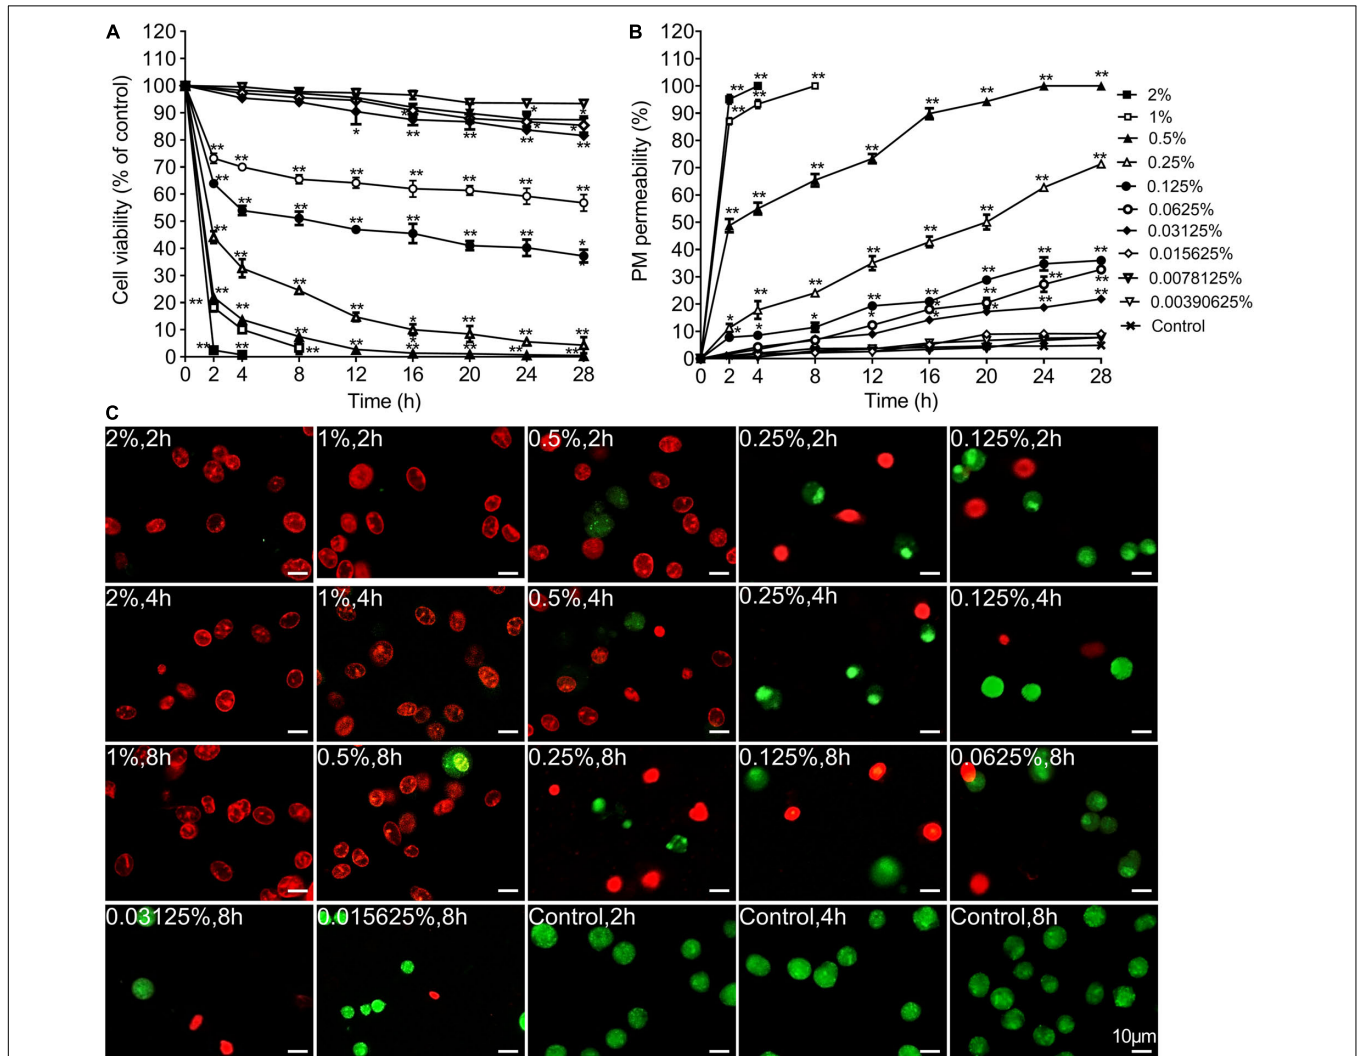 A
B
120
110
100
90
80
70
60
50
40
30
20
10
0
Cell viability (% of control)
0 2 4 8 12 16 20 24 28
Time (h)
120
110
100
90
80
70
60
50
40
30
20
10
0
PM permeability (%)
0 2 4 8 12 16 20 24 28
Time (h)
2%
1%
0.5%
0.25%
0.125%
0.0625%
0.03125%
0.015625%
0.0078125%
0.00390625%
Control
C
2%,2h 1%,2h 0.5%,2h 0.25%,2h 0.125%,2h
2%,4h 1%,4h 0.5%,4h 0.25%,4h 0.125%,4h
1%,8h 0.5%,8h 0.25%,8h 0.125%,8h 0.0625%,8h
0.03125%,8h 0.015625%,8h Control,2h Control,4h Control,8h
10µm